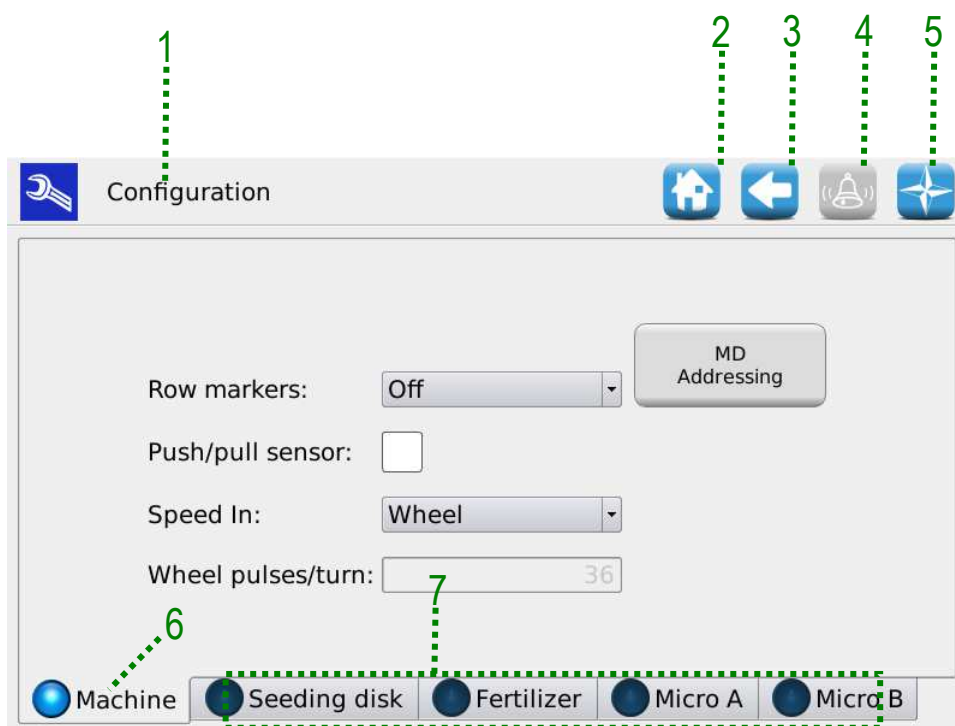 1
2 3 4 5
Configuration
MD
Addressing
Row markers: Off
Push/pull sensor:
Speed In: Wheel
Wheel pulses/turn: 36
7
6
Machine Seeding disk Fertilizer Micro A Micro B